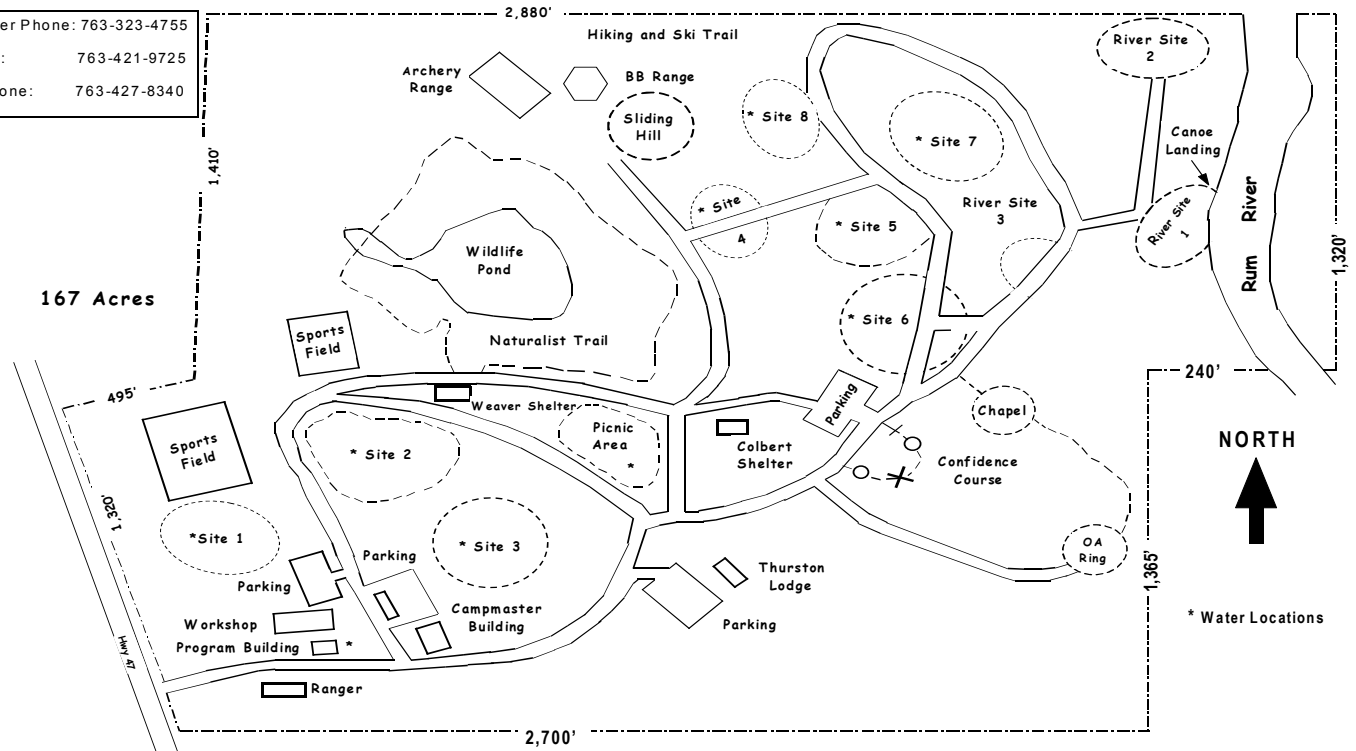 er Phone: 763-323-4755
: 763-421-9725
one: 763-427-8340
2,880'
Hiking and Ski Trail
Archery
Range
BB Range
Sliding
Hill
* Site 8
* Site 7
River Site
2
Canoe
Landing
1,410'
* Site
4
* Site 5
River Site
3
River Site
1
Rum River
1,320'
Wildlife
Pond
167 Acres
Sports
Field
Naturalist Trail
* Site 6
495'
240'
Weaver Shelter
Parking
Chapel
Sports
Field
* Site 2
Picnic
Area
*
Colbert
Shelter
Confidence
Course
NORTH
1,320'
*Site 1
* Site 3
OA
Ring
Parking
Parking
Thurston
Lodge
1,365'
Workshop
Campmaster
Building
Parking
* Water Locations
Program Building *
Hwy 47
Ranger
2,700'